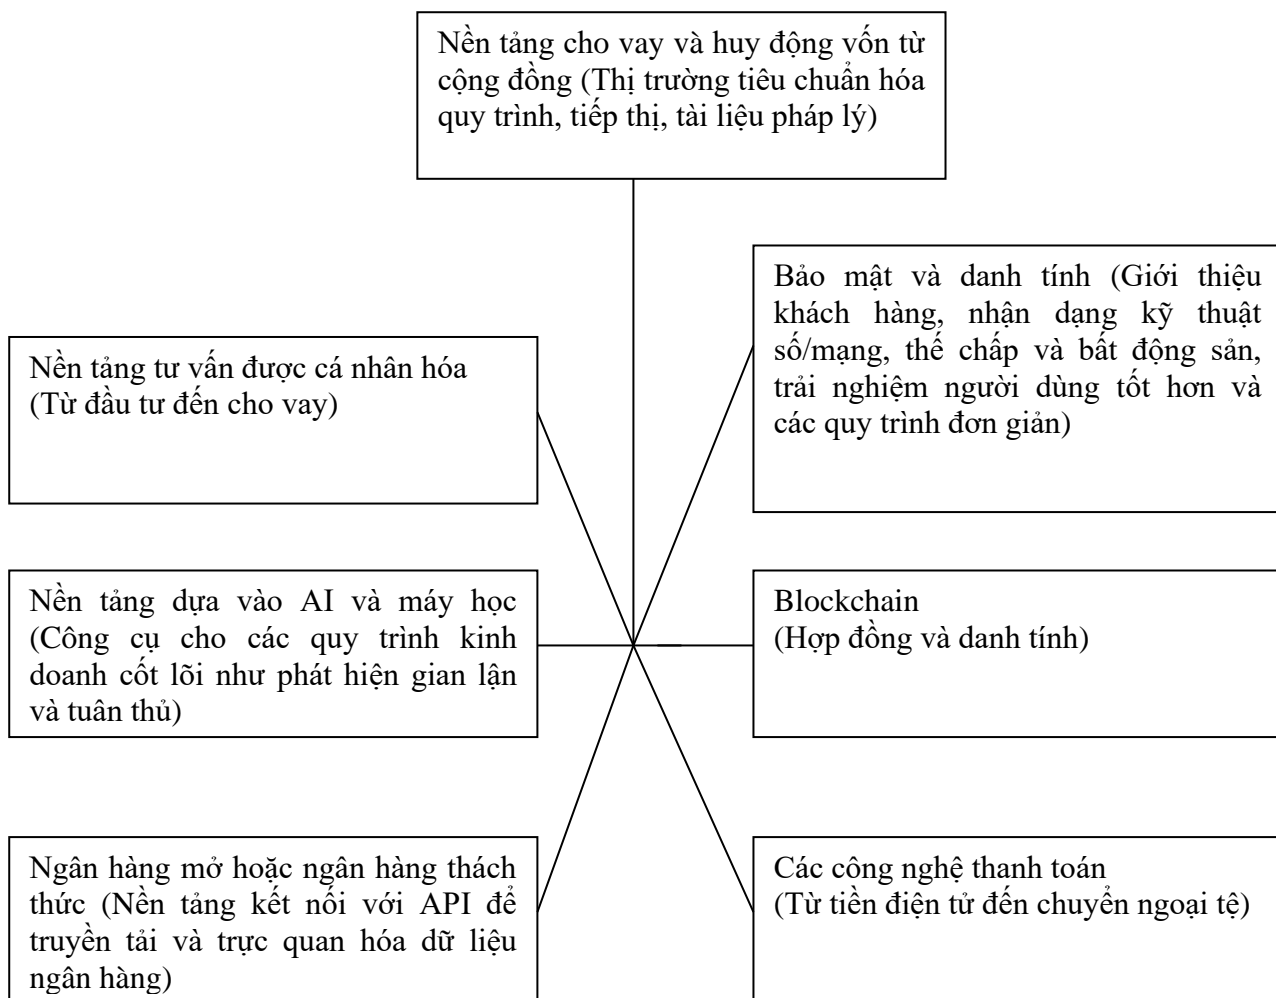 Nền tảng cho vay và huy động vốn từ
cộng đồng (Thị trường tiêu chuẩn hóa
quy trình, tiếp thị, tài liệu pháp lý)
Bảo mật và danh tính (Giới thiệu
khách hàng, nhận dạng kỹ thuật
số/mạng, thế chấp và bất động sản,
trải nghiệm người dùng tốt hơn và
các quy trình đơn giản)
Nền tảng tư vấn được cá nhân hóa
(Từ đầu tư đến cho vay)
Nền tảng dựa vào AI và máy học
(Công cụ cho các quy trình kinh
doanh cốt lõi như phát hiện gian lận
và tuân thủ)
Blockchain
(Hợp đồng và danh tính)
Ngân hàng mở hoặc ngân hàng thách
thức (Nền tảng kết nối với API để
truyền tải và trực quan hóa dữ liệu
ngân hàng)
Các công nghệ thanh toán
(Từ tiền điện tử đến chuyển ngoại tệ)